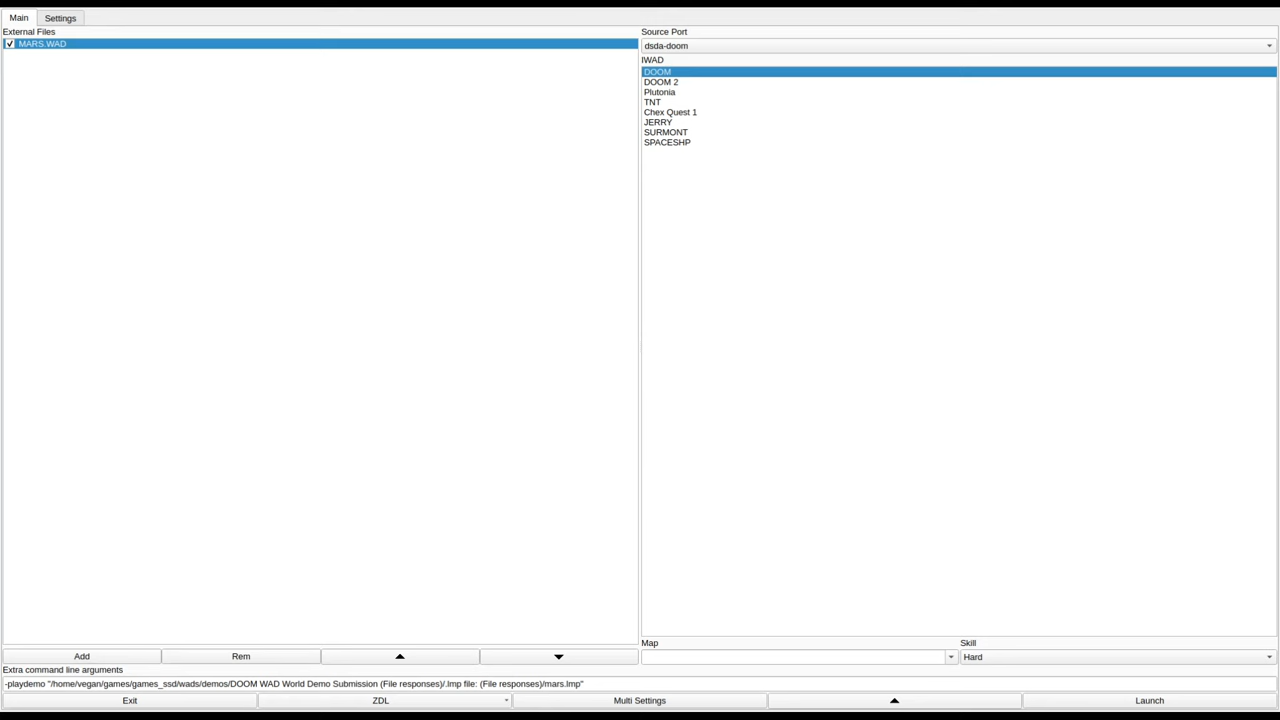 Main
Settings
External Files
MARS.WAD
Source Port
dsda-doom
IWAD
DOOM
DOOM 2
Plutonia
TNT
Chex Quest 1
JERRY
SURMONT
SPACESHP
Map
Skill
Hard
Add
Rem
Extra command line arguments
-playdemo "/home/vegan/games/games_ssd/wads/demos/DOOM WAD World Demo Submission (File responses)/.lmp file: (File responses)/mars.lmp"
Exit
ZDL
Multi Settings
Launch